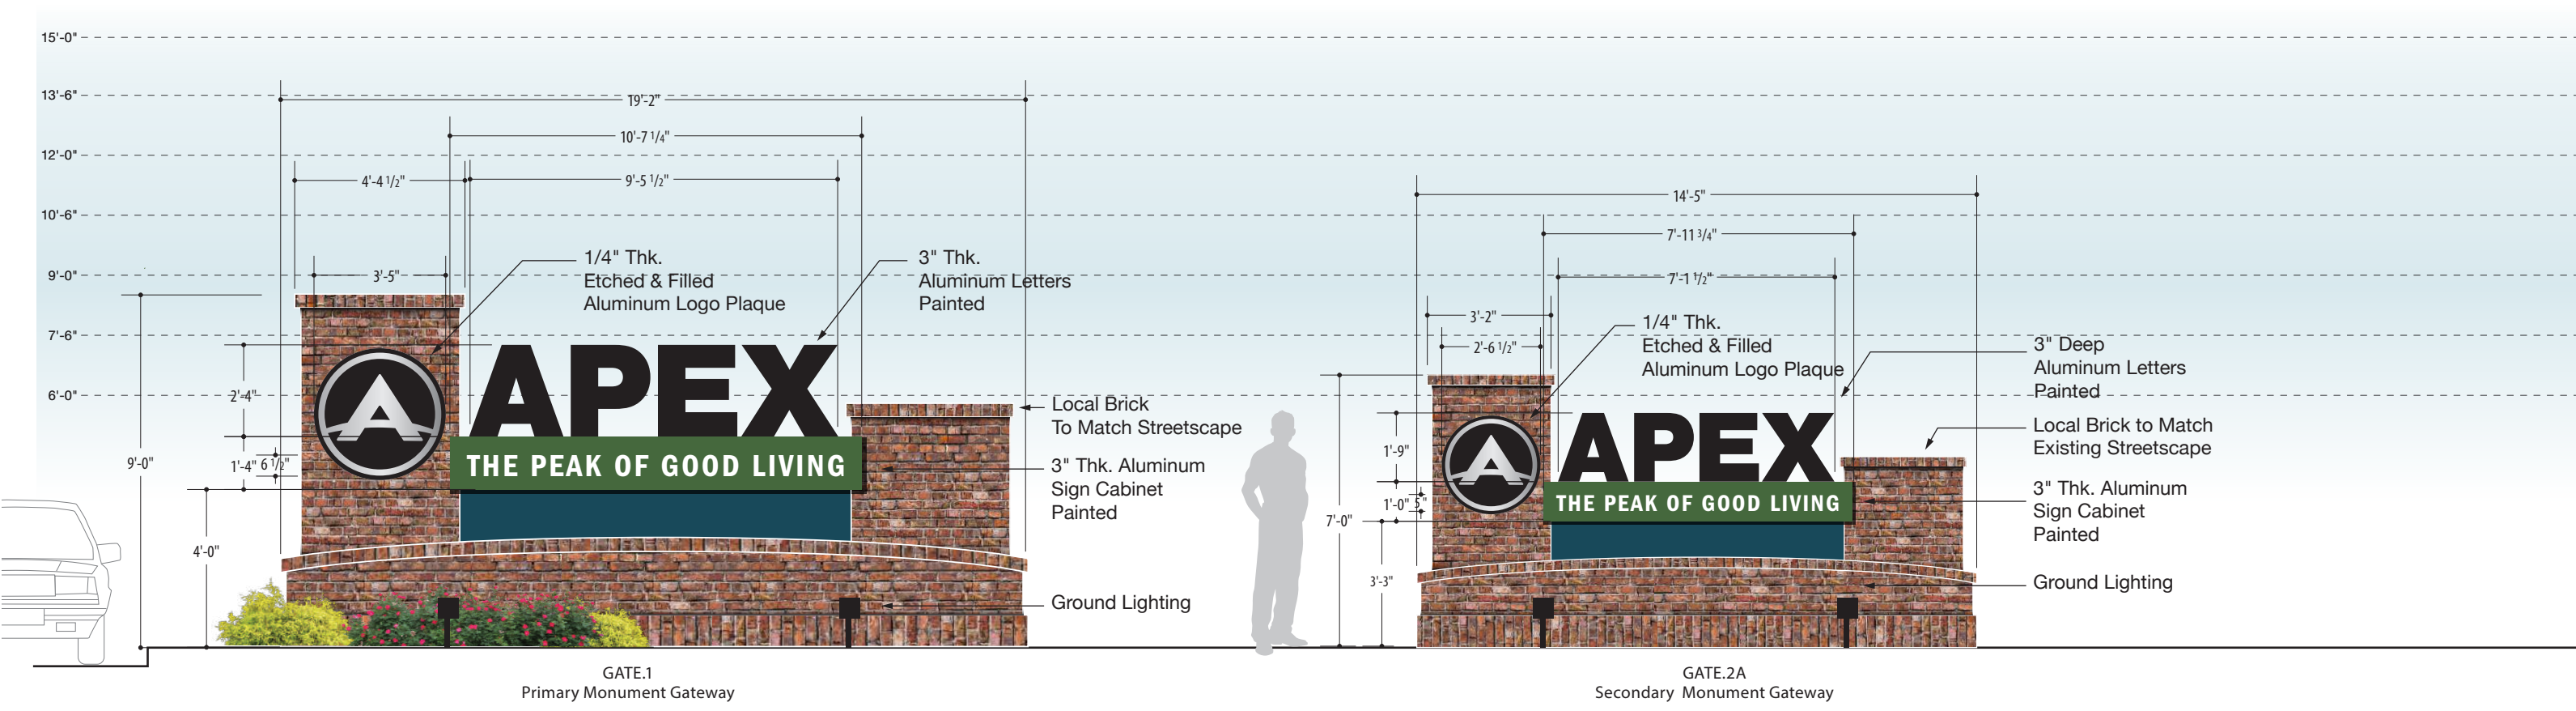 15'-0"
13'-6"
12'-0"
10'-6"
9'-0"
7'-6"
6'-0"
19'-2"
10'-7 1/4"
4'-4 1/2"
9'-5 1/2"
3'-5"
1/4" Thk.
Etched & Filled
Aluminum Logo Plaque
3" Thk.
Aluminum Letters
Painted
2'-4"
1'-4"
6 1/2"
9'-0"
4'-0"
A
APEX
THE PEAK OF GOOD LIVING
Local Brick
To Match Streetscape
3" Thk. Aluminum
Sign Cabinet
Painted
Ground Lighting
GATE.1
Primary Monument Gateway
14'-5"
7'-11 3/4"
7'-1 1/2"
3'-2"
2'-6 1/2"
1/4" Thk.
Etched & Filled
Aluminum Logo Plaque
3" Deep
Aluminum Letters
Painted
1'-9"
1'-0"
5"
7'-0"
3'-3"
A
APEX
THE PEAK OF GOOD LIVING
Local Brick to Match
Existing Streetscape
3" Thk. Aluminum
Sign Cabinet
Painted
Ground Lighting
GATE.2A
Secondary Monument Gateway